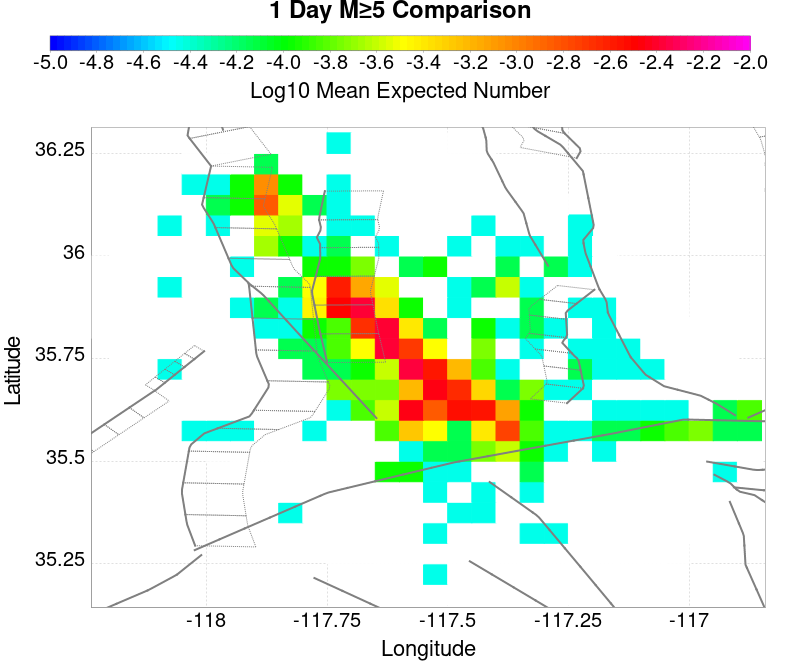 1 Day M≥5 Comparison
-5.0 -4.8 -4.6 -4.4 -4.2 -4.0 -3.8 -3.6 -3.4 -3.2 -3.0 -2.8 -2.6 -2.4 -2.2 -2.0
Log10 Mean Expected Number
36.25
36
35.75
35.5
35.25
Latitude
-118 -117.75 -117.5 -117.25 -117
Longitude